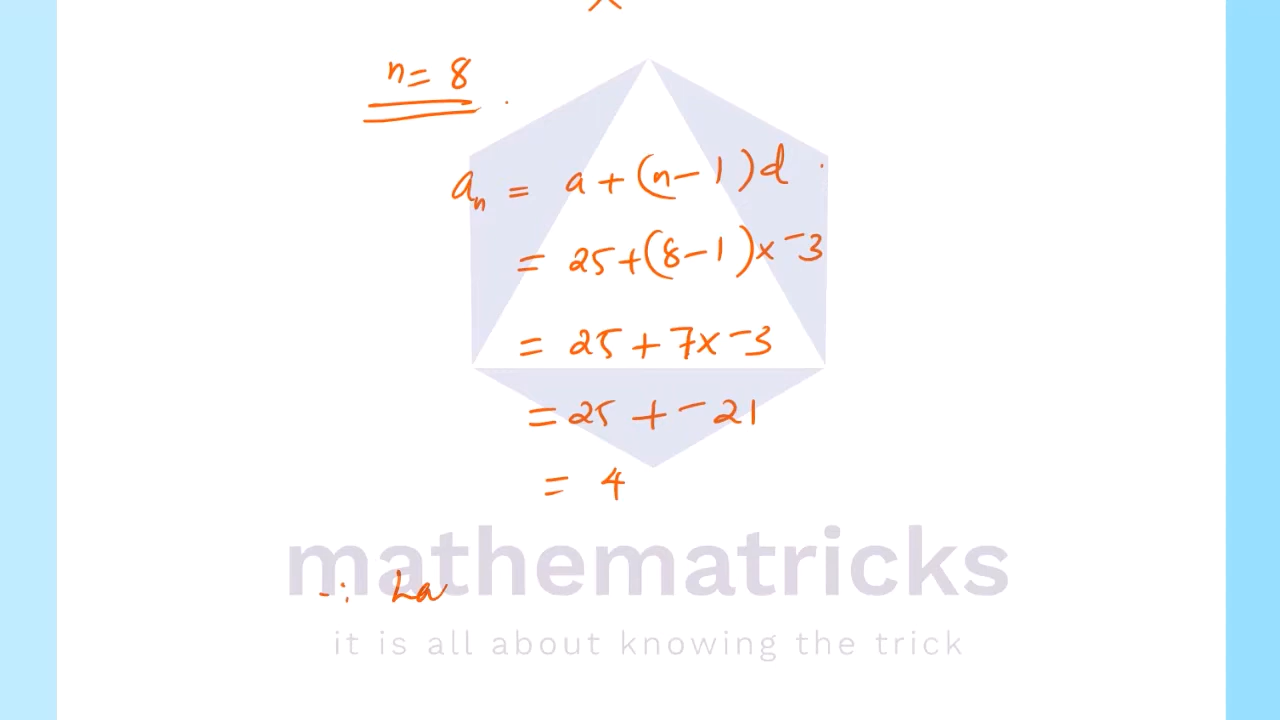 n = 8
aₙ = a + (n - 1) d
= 25 + (8 - 1) x -3
= 25 + 7 x -3
= 25 + -21
= 4
mathematricks
∴ La
it is all about knowing the trick